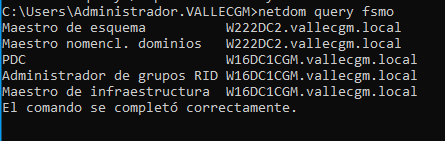 C:\Users\Administrador.VALLECGM>netdom query fsmo
Maestro de esquema W222DC2.vallecgm.local
Maestro nomencl. dominios W222DC2.vallecgm.local
PDC W16DC1CGM.vallecgm.local
Administrador de grupos RID W16DC1CGM.vallecgm.local
Maestro de infraestructura W16DC1CGM.vallecgm.local
El comando se completó correctamente.